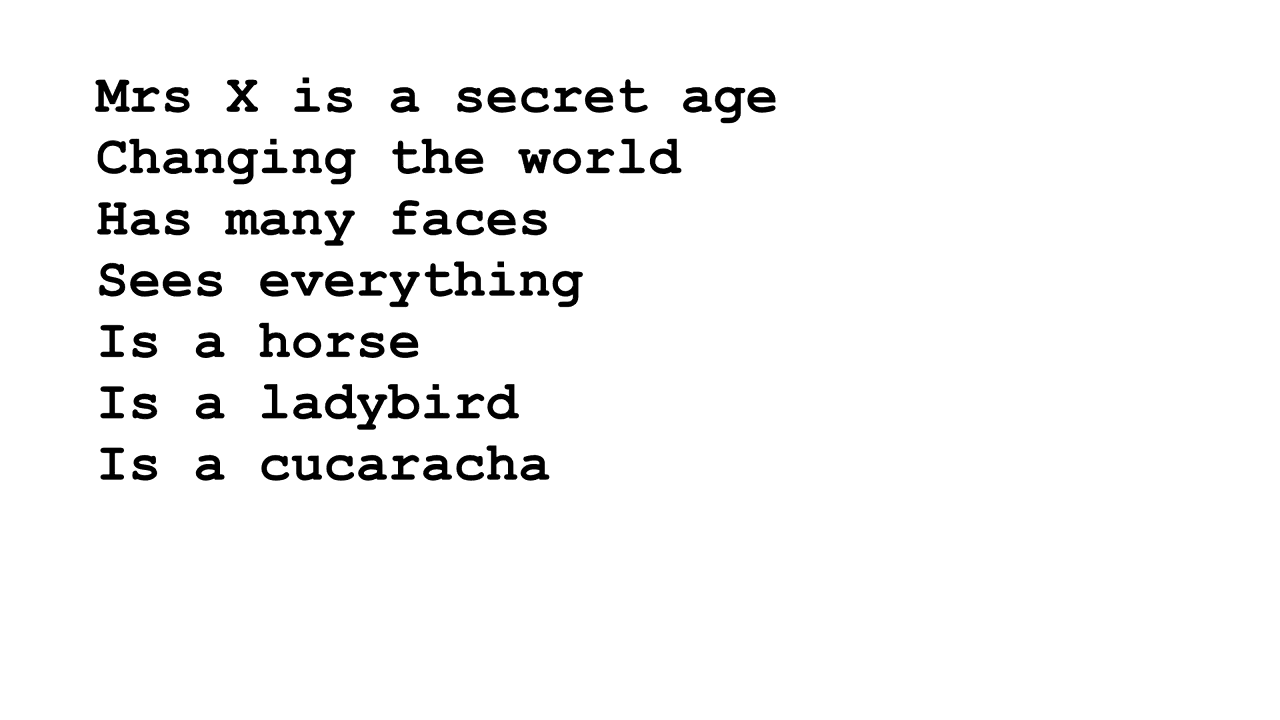 Mrs X is a secret age
Changing the world
Has many faces
Sees everything
Is a horse
Is a ladybird
Is a cucaracha